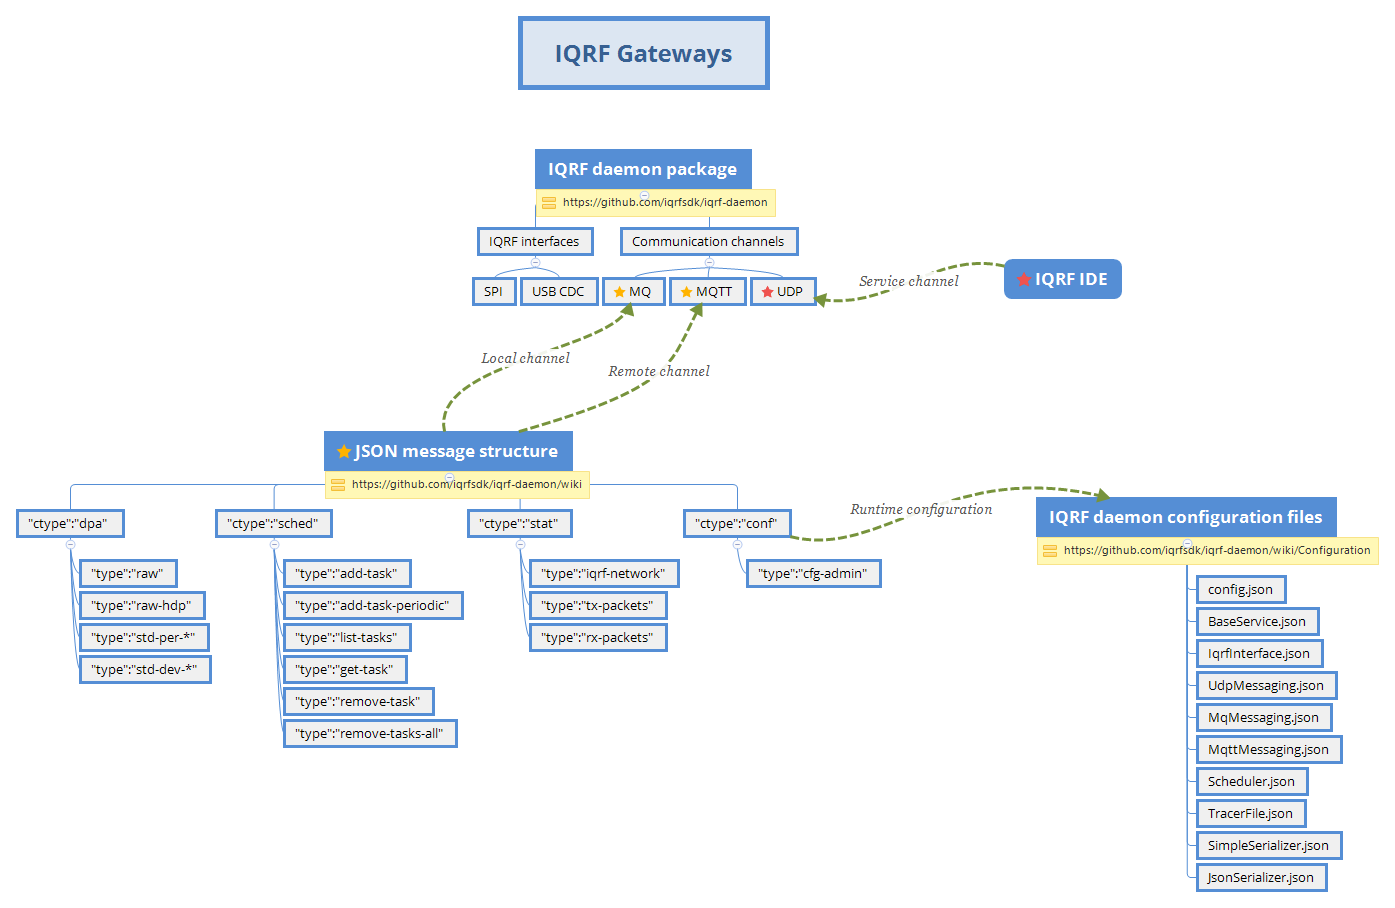 IQRF Gateways
IQRF daemon package
https://github.com/iqrfsdk/iqrf-daemon
IQRF interfaces
Communication channels
SPI
USB CDC
MQ
MQTT
UDP
Service channel
IQRF IDE
Local channel
Remote channel
JSON message structure
https://github.com/iqrfsdk/iqrf-daemon/wiki
"ctype":"dpa"
"ctype":"sched"
"ctype":"stat"
"ctype":"conf"
"type":"raw"
"type":"raw-hdp"
"type":"std-per-*"
"type":"std-dev-*"
"type":"add-task"
"type":"add-task-periodic"
"type":"list-tasks"
"type":"get-task"
"type":"remove-task"
"type":"remove-tasks-all"
"type":"iqrf-network"
"type":"tx-packets"
"type":"rx-packets"
"type":"cfg-admin"
Runtime configuration
IQRF daemon configuration files
https://github.com/iqrfsdk/iqrf-daemon/wiki/Configuration
config.json
BaseService.json
IqrfInterface.json
UdpMessaging.json
MqMessaging.json
MqttMessaging.json
Scheduler.json
TracerFile.json
SimpleSerializer.json
JsonSerializer.json